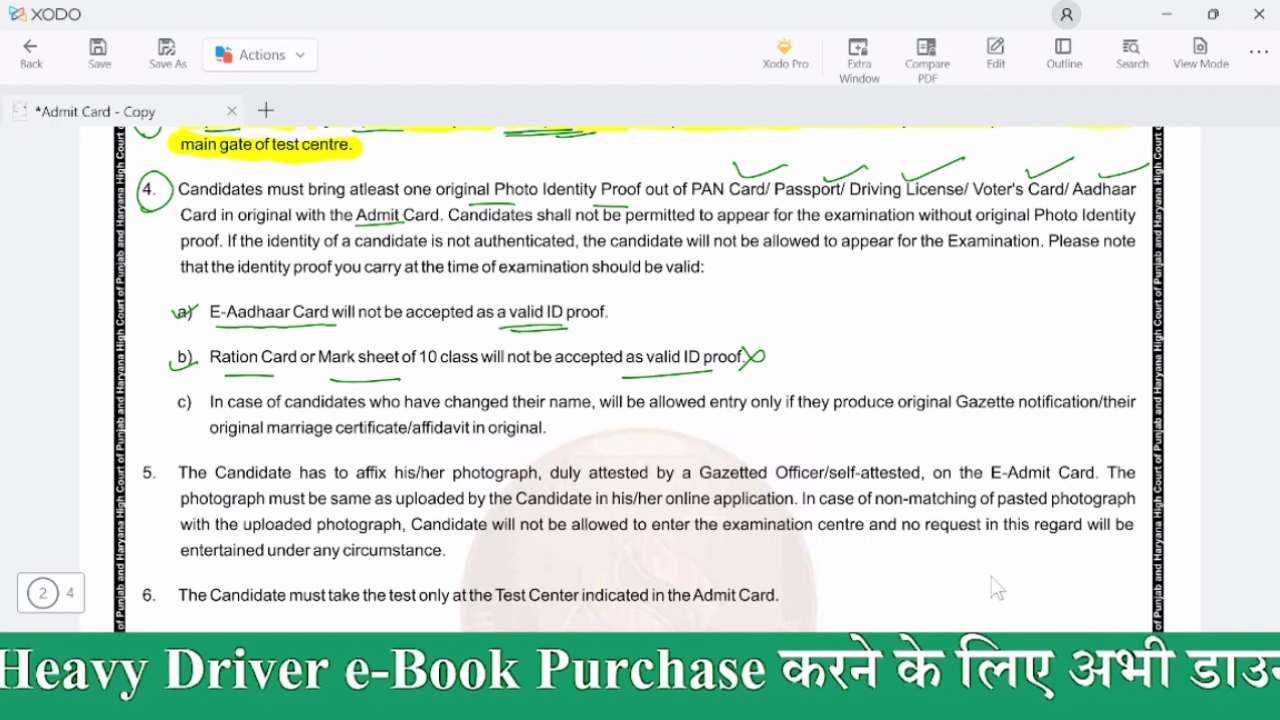 XODO
Back
Save
Save As
Actions
Xodo Pro
Extra Window
Compare PDF
Edit
Outline
Search
View Mode
*Admit Card - Copy
main gate of test centre.
4. Candidates must bring atleast one original Photo Identity Proof out of PAN Card/ Passport/ Driving License/ Voter's Card/ Aadhaar
Card in original with the Admit Card. Candidates shall not be permitted to appear for the examination without original Photo Identity
proof. If the identity of a candidate is not authenticated, the candidate will not be allowed to appear for the Examination. Please note
that the identity proof you carry at the time of examination should be valid:
a) E-Aadhaar Card will not be accepted as a valid ID proof.
b) Ration Card or Mark sheet of 10 class will not be accepted as valid ID proof.
c) In case of candidates who have changed their name, will be allowed entry only if they produce original Gazette notification/their
original marriage certificate/affidavit in original.
5. The Candidate has to affix his/her photograph, duly attested by a Gazetted Officer/self-attested, on the E-Admit Card. The
photograph must be same as uploaded by the Candidate in his/her online application. In case of non-matching of pasted photograph
with the uploaded photograph, Candidate will not be allowed to enter the examination centre and no request in this regard will be
entertained under any circumstance.
6. The Candidate must take the test only at the Test Center indicated in the Admit Card.
2 4
of Punjab and Haryana High Court of Punjab and Haryana High Court
of Punjab and Haryana High Court of Punjab and Haryana High Court
Heavy Driver e-Book Purchase करने के लिए अभी डाउ